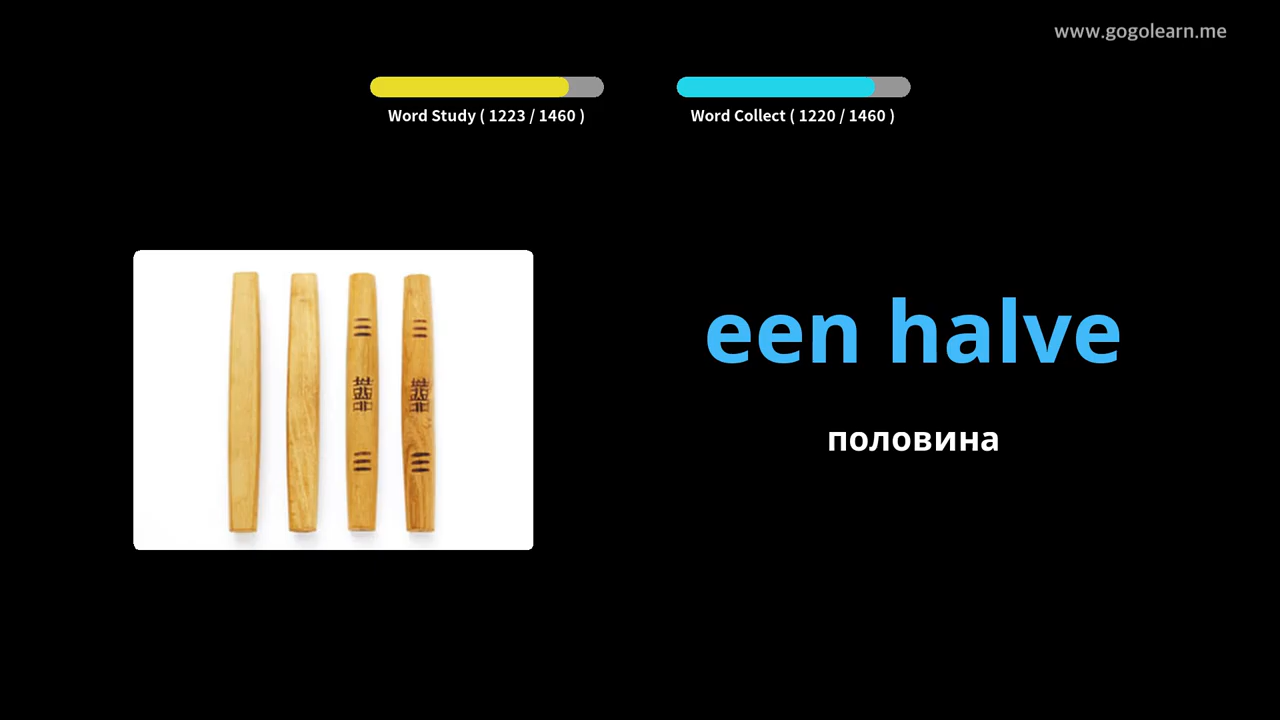 www.gogolearn.me
Word Study ( 1223 / 1460 )
Word Collect ( 1220 / 1460 )
een halve
половина